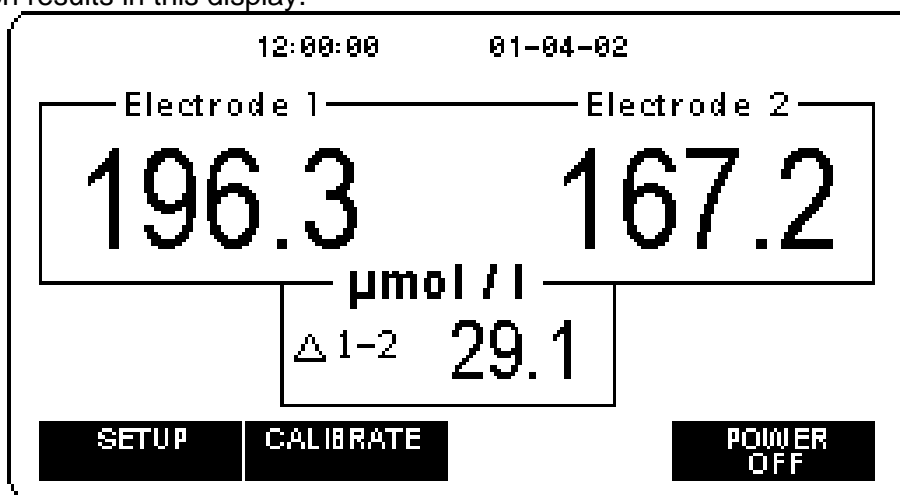 n results in this display.
12:00:00 01-04-02
Electrode 1 Electrode 2
196.3 167.2
µmol / l
△ 1-2 29.1
SETUP CALIBRATE POWER
OFF